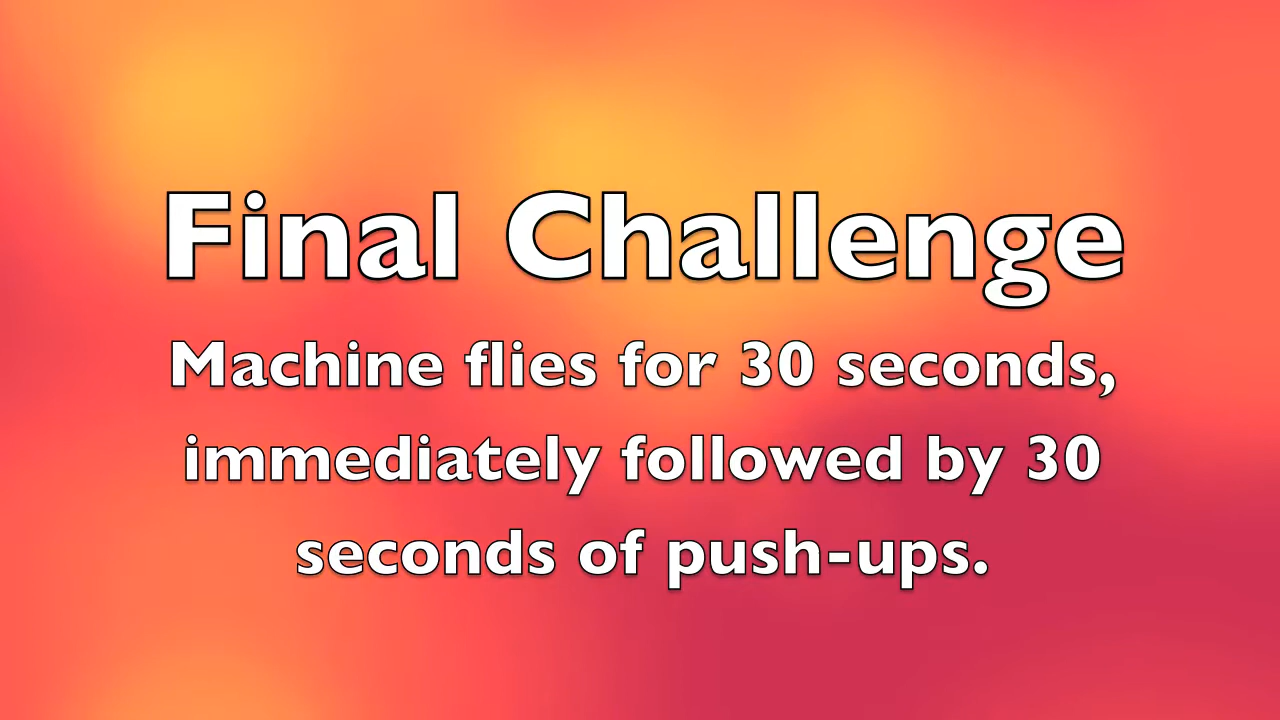 Final Challenge
Machine flies for 30 seconds,
immediately followed by 30
seconds of push-ups.